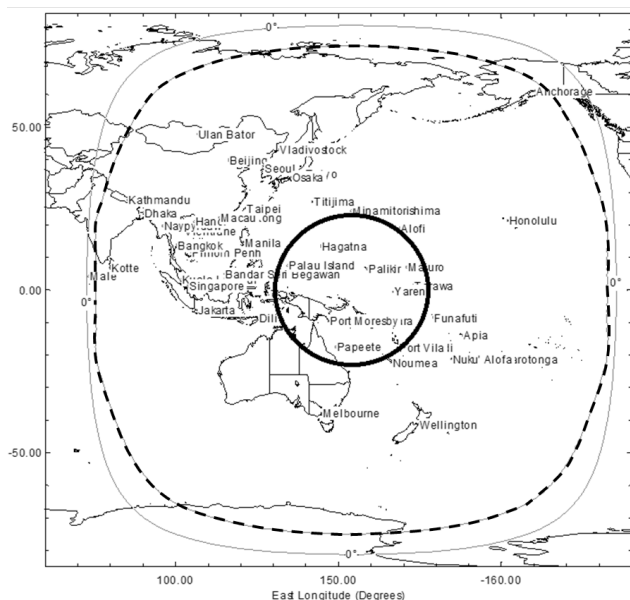 0°
Anchorage
50.00
Ulan Bator
Vladivostock
Beijing
Seoul
Osaka
Kathmandu
Dhaka
Taipei
Titijima
Minamitorishima
Macau
Honolulu
Alofi
Bangkok
Manila
Hagatna
Penh
Kotte
Palau Island
Palikir
Male
Bandar Seri Begawan
0°
0°
0.00
Singapore
Yaren
Jakarta
Dili
Port Moresby
Funafuti
Apia
Papeete
Port Vila
Noumea
Nuku' Alofa
Melbourne
Wellington
-50.00
0°
100.00 150.00 -160.00
East Longitude (Degrees)